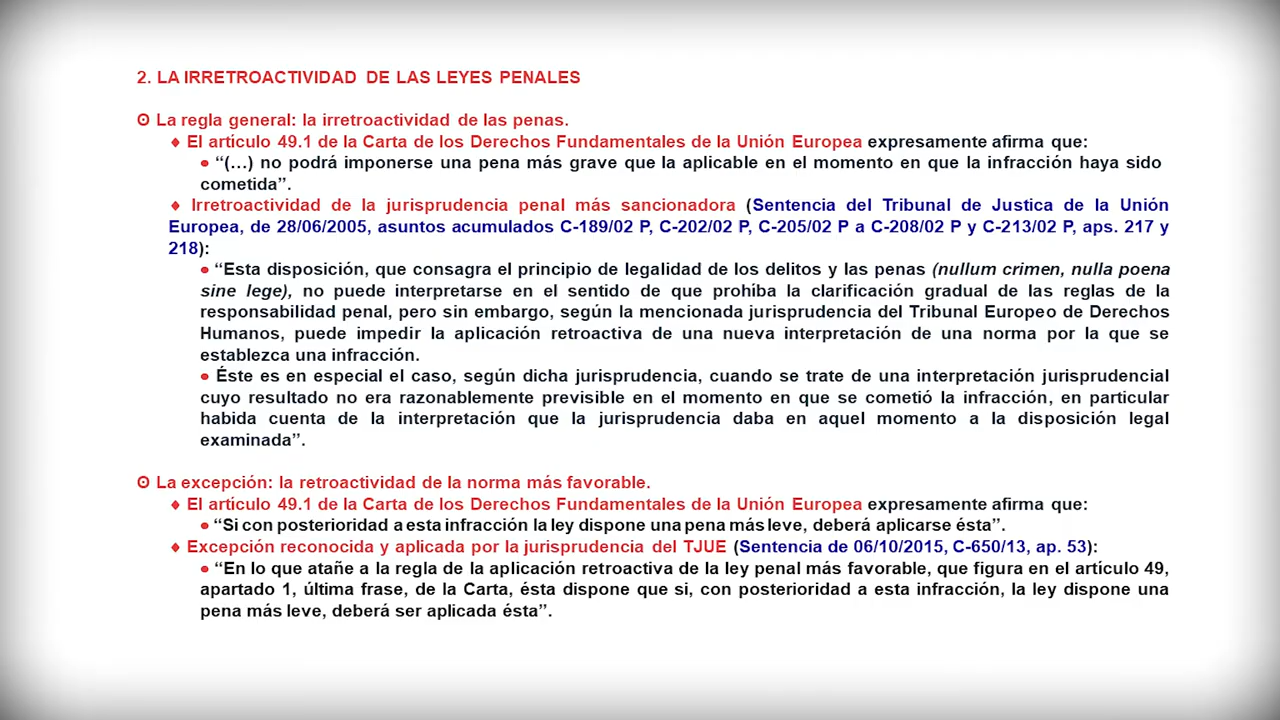 2. LA IRRETROACTIVIDAD DE LAS LEYES PENALES
ʘ La regla general: la irretroactividad de las penas.
♦ El artículo 49.1 de la Carta de los Derechos Fundamentales de la Unión Europea expresamente afirma que:
• “(…) no podrá imponerse una pena más grave que la aplicable en el momento en que la infracción haya sido
cometida”.
♦ Irretroactividad de la jurisprudencia penal más sancionadora (Sentencia del Tribunal de Justicia de la Unión
Europea, de 28/06/2005, asuntos acumulados C-189/02 P, C-202/02 P, C-205/02 P a C-208/02 P y C-213/02 P, aps. 217 y
218):
• “Esta disposición, que consagra el principio de legalidad de los delitos y las penas (nullum crimen, nulla poena
sine lege), no puede interpretarse en el sentido de que prohíba la clarificación gradual de las reglas de la
responsabilidad penal, pero sin embargo, según la mencionada jurisprudencia del Tribunal Europeo de Derechos
Humanos, puede impedir la aplicación retroactiva de una nueva interpretación de una norma por la que se
establezca una infracción.
• Éste es en especial el caso, según dicha jurisprudencia, cuando se trate de una interpretación jurisprudencial
cuyo resultado no era razonablemente previsible en el momento en que se cometió la infracción, en particular
habida cuenta de la interpretación que la jurisprudencia daba en aquel momento a la disposición legal
examinada”.
ʘ La excepción: la retroactividad de la norma más favorable.
♦ El artículo 49.1 de la Carta de los Derechos Fundamentales de la Unión Europea expresamente afirma que:
• “Si con posterioridad a esta infracción la ley dispone una pena más leve, deberá aplicarse ésta”.
♦ Excepción reconocida y aplicada por la jurisprudencia del TJUE (Sentencia de 06/10/2015, C-650/13, ap. 53):
• “En lo que atañe a la regla de la aplicación retroactiva de la ley penal más favorable, que figura en el artículo 49,
apartado 1, última frase, de la Carta, ésta dispone que si, con posterioridad a esta infracción, la ley dispone una
pena más leve, deberá ser aplicada ésta”.